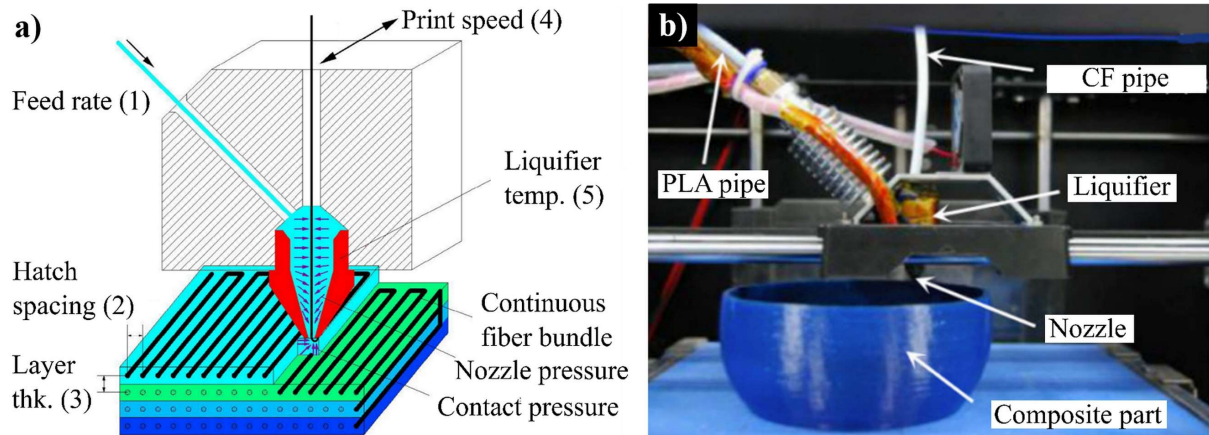 a)
Print speed (4)
Feed rate (1)
Liquifier
temp. (5)
Hatch
spacing (2)
Continuous
fiber bundle
Layer
thk. (3)
Nozzle pressure
Contact pressure
b)
CF pipe
PLA pipe
Liquifier
Nozzle
Composite part